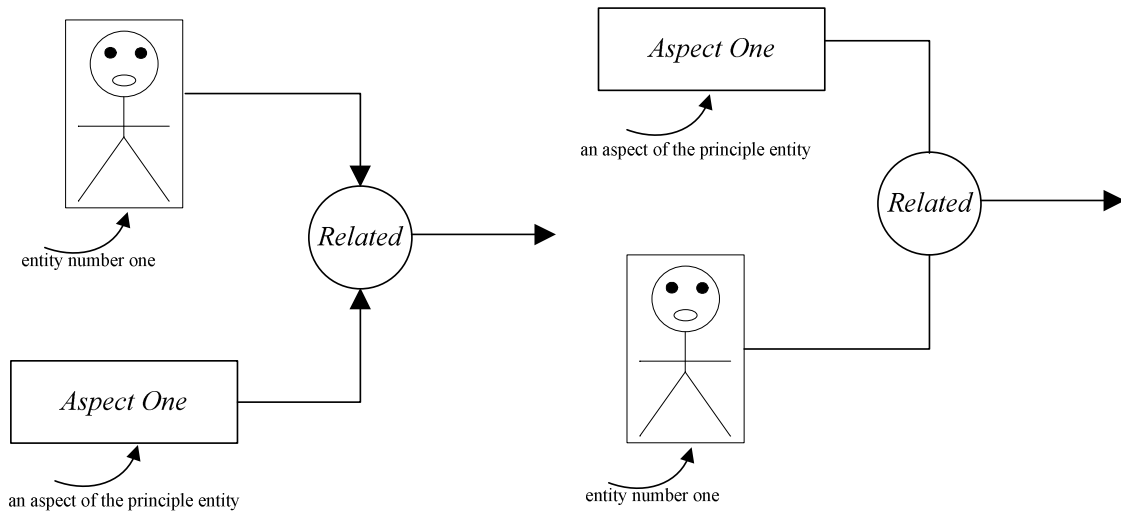 Related
entity number one
Aspect One
an aspect of the principle entity
Aspect One
an aspect of the principle entity
Related
entity number one